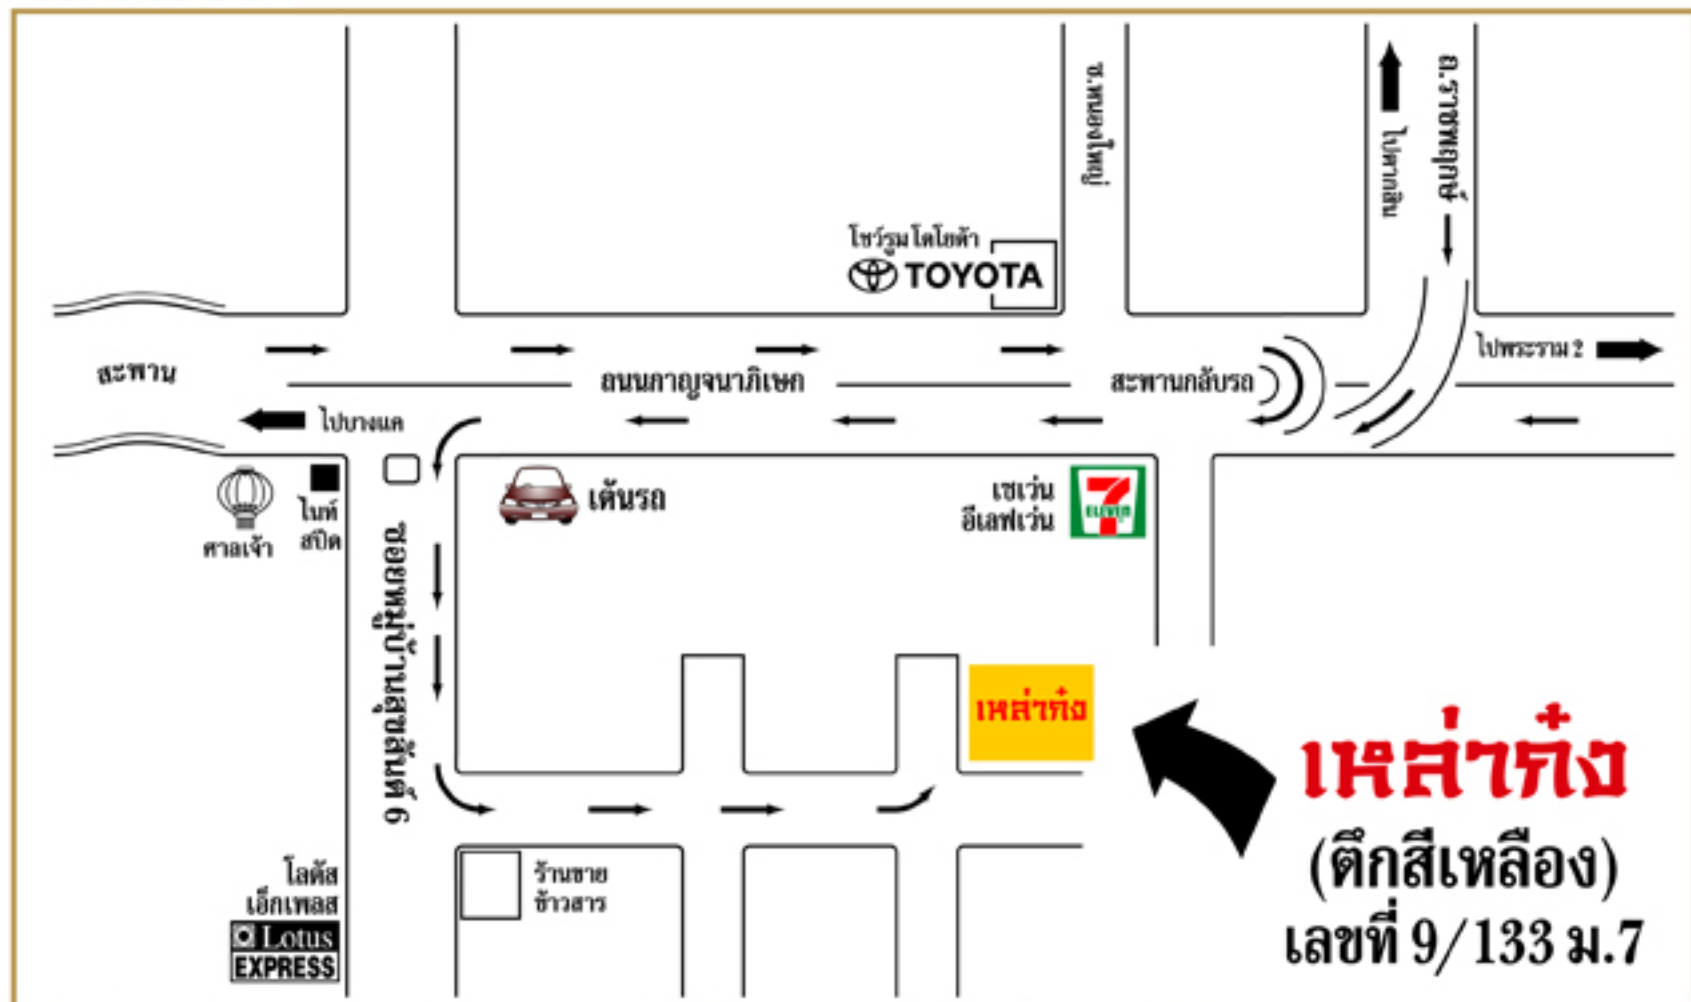 ซ.หนองใหญ่
ไปตากสิน
ถ.ราชพฤกษ์
โชว์รูมโตโยต้า
TOYOTA
ไปพระราม 2
สะพาน
ถนนกาญจนาภิเษก
สะพานกลับรถ
ไปบางแค
ศาลเจ้า
ไนท์
สปีด
เต้นรถ
เซเว่น
อีเลฟเว่น
7
ELEVEN
ซอยหมู่บ้านสุขสันต์ 6
เหล่าก๋ง
เหล่าก๋ง
(ตึกสีเหลือง)
เลขที่ 9/133 ม.7
โลตัส
เอ็กเพลส
Lotus
EXPRESS
ร้านขาย
ข้าวสาร